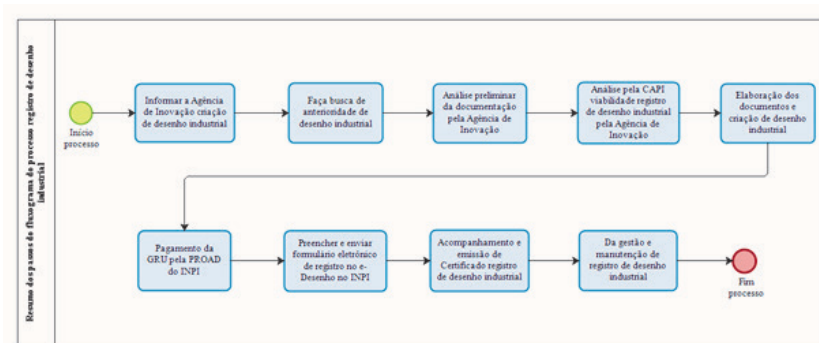 Resumo dos passos do fluxograma do processo registro de desenho
industrial
Início
processo
Informar a Agência
de Inovação criação
de desenho industrial
Faça busca de
anterioridade de
desenho industrial
Análise preliminar
da documentação
pela Agência de
Inovação
Análise pela CAPI
viabilidade registro
de desenho industrial
pela Agência de
Inovação
Elaboração dos
documentos e
criação de desenho
industrial
Pagamento da
GRU pela PROAD
do INPI
Preencher e enviar
formulário eletrônico
de registro no e-
Desenho no INPI
Acompanhamento e
emissão de
Certificado registro
de desenho industrial
Da gestão e
manutenção de
registro de desenho
industrial
Fim
processo